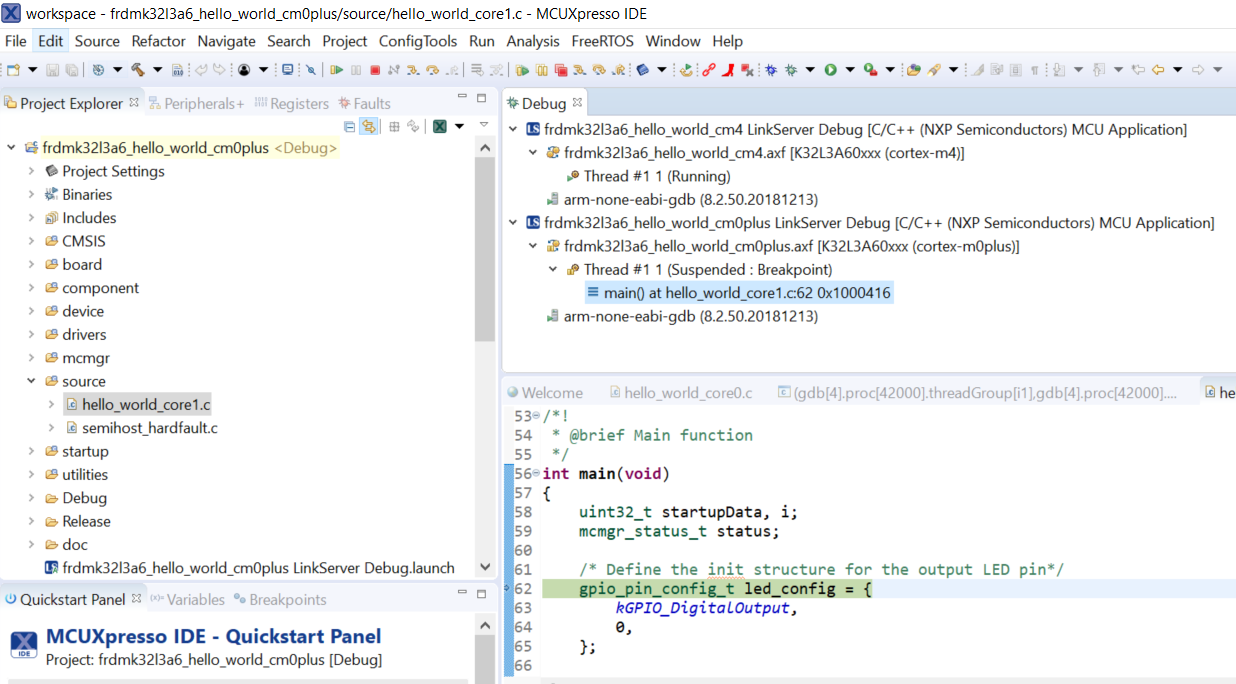 workspace - frdmk32l3a6_hello_world_cm0plus/source/hello_world_core1.c - MCUXpresso IDE
File Edit Source Refactor Navigate Search Project ConfigTools Run Analysis FreeRTOS Window Help
Project Explorer Peripherals+ Registers Faults
frdmk32l3a6_hello_world_cm0plus <Debug>
Project Settings
Binaries
Includes
CMSIS
board
component
device
drivers
mcmgr
source
hello_world_core1.c
semihost_hardfault.c
startup
utilities
Debug
Release
doc
frdmk32l3a6_hello_world_cm0plus LinkServer Debug.launch
Quickstart Panel (x)= Variables Breakpoints
IDE
MCUXpresso IDE - Quickstart Panel
Project: frdmk32l3a6_hello_world_cm0plus [Debug]
Debug
LS frdmk32l3a6_hello_world_cm4 LinkServer Debug [C/C++ (NXP Semiconductors) MCU Application]
frdmk32l3a6_hello_world_cm4.axf [K32L3A60xxx (cortex-m4)]
Thread #1 1 (Running)
arm-none-eabi-gdb (8.2.50.20181213)
LS frdmk32l3a6_hello_world_cm0plus LinkServer Debug [C/C++ (NXP Semiconductors) MCU Application]
frdmk32l3a6_hello_world_cm0plus.axf [K32L3A60xxx (cortex-m0plus)]
Thread #1 1 (Suspended : Breakpoint)
main() at hello_world_core1.c:62 0x1000416
arm-none-eabi-gdb (8.2.50.20181213)
Welcome hello_world_core0.c (gdb[4].proc[42000].threadGroup[i1],gdb[4].proc[42000].... he
53 /*!
54 * @brief Main function
55 */
56 int main(void)
57 {
58 uint32_t startupData, i;
59 mcmgr_status_t status;
60
61 /* Define the init structure for the output LED pin*/
62 gpio_pin_config_t led_config = {
63 kGPIO_DigitalOutput,
64 0,
65 };
66